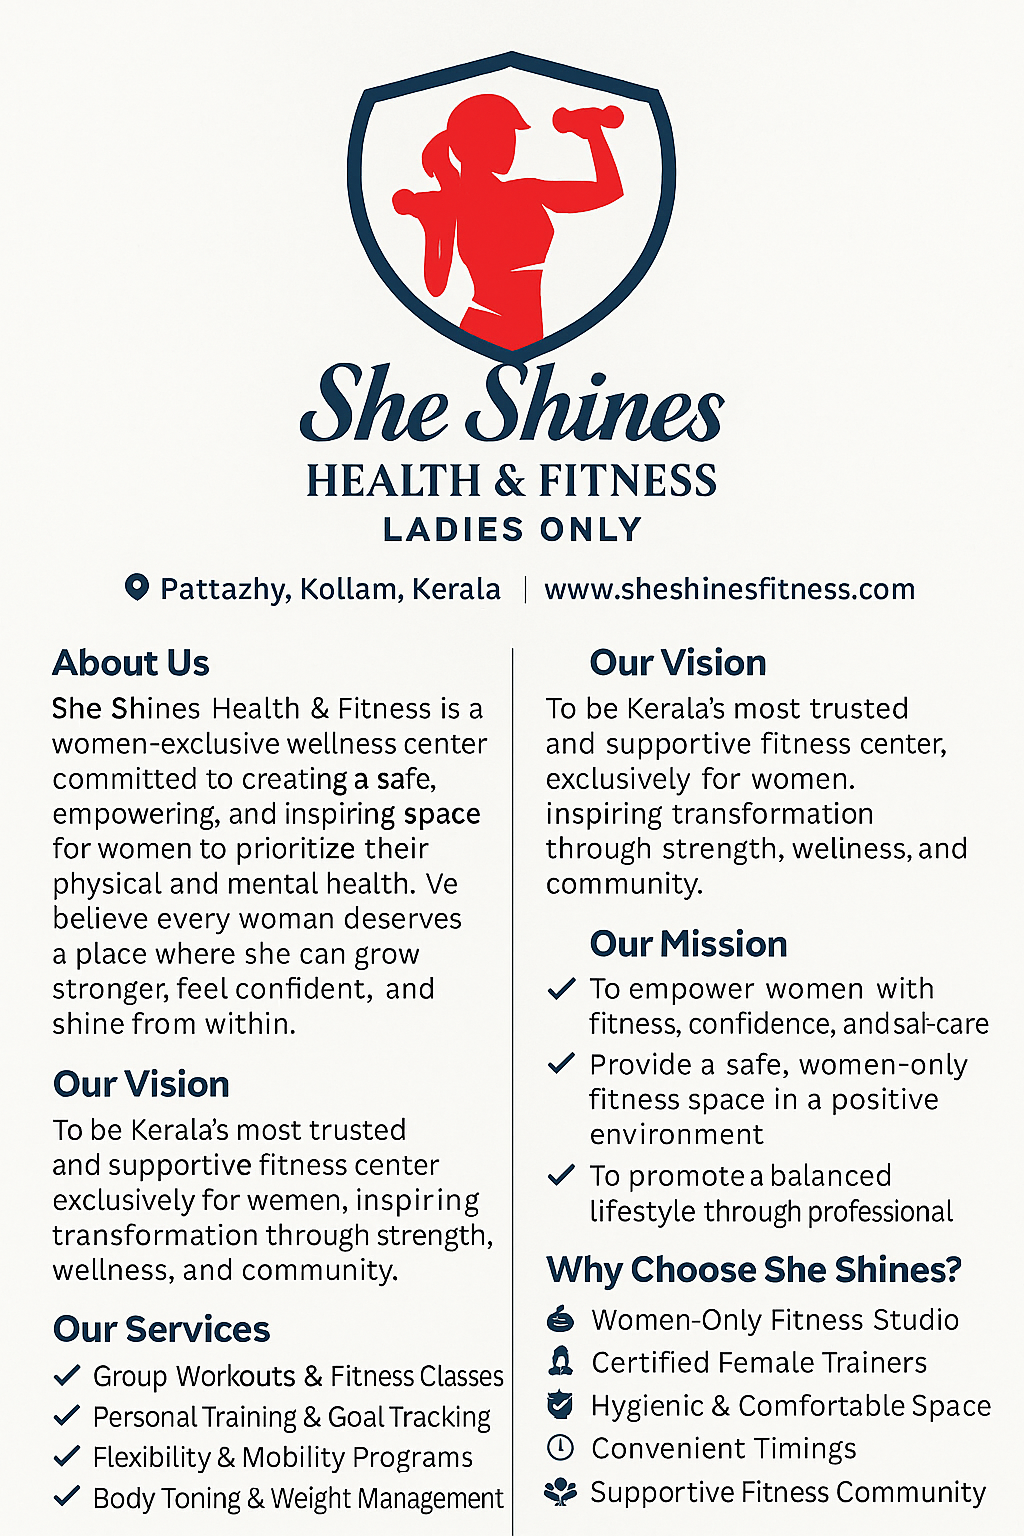 She Shines
HEALTH & FITNESS
LADIES ONLY
Pattazhy, Kollam, Kerala | www.sheshinesfitness.com
About Us
She Shines Health & Fitness is a
women-exclusive wellness center
committed to creating a safe,
empowering, and inspiring space
for women to prioritize their
physical and mental health. Ve
believe every woman deserves
a place where she can grow
stronger, feel confident, and
shine from within.
Our Vision
To be Kerala's most trusted
and supportive fitness center
exclusively for wemen, inspiring
transformation through strength,
wellness, and community.
Our Services
Group Workouts & Fitness Classes
Personal Training & Goal Tracking
Flexibility & Mobility Programs
Body Toning & Weight Management
Our Vision
To be Kerala's most trusted
and supportive fitness center,
exclusively for women.
inspiring transformation
through strength, weliness, and
community.
Our Mission
To empower women with
fitness, confidence, and sal-care
Provide a safe, women-only
fitness space in a positive
environment
To promote a balanced
lifestyle through professional
Why Choose She Shines?
Women-Only Fitness Studio
Certified Female Trainers
Hygienic & Comfortable Space
Convenient Timings
Supportive Fitness Community